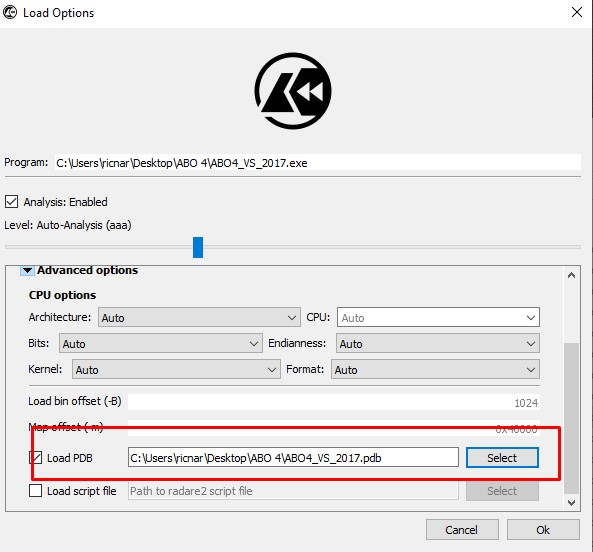 Load Options
Program: C:\Users\ricnar\Desktop\ABO 4\ABO4_VS_2017.exe
Analysis: Enabled
Level: Auto-Analysis (aaa)
Advanced options
CPU options
Architecture: Auto CPU: Auto
Bits: Auto Endianness: Auto
Kernel: Auto Format: Auto
Load bin offset (-B) 1024
Map offset (-m) 0x40000
Load PDB C:\Users\ricnar\Desktop\ABO 4\ABO4_VS_2017.pdb Select
Load script file Path to radare2 script file Select
Cancel Ok